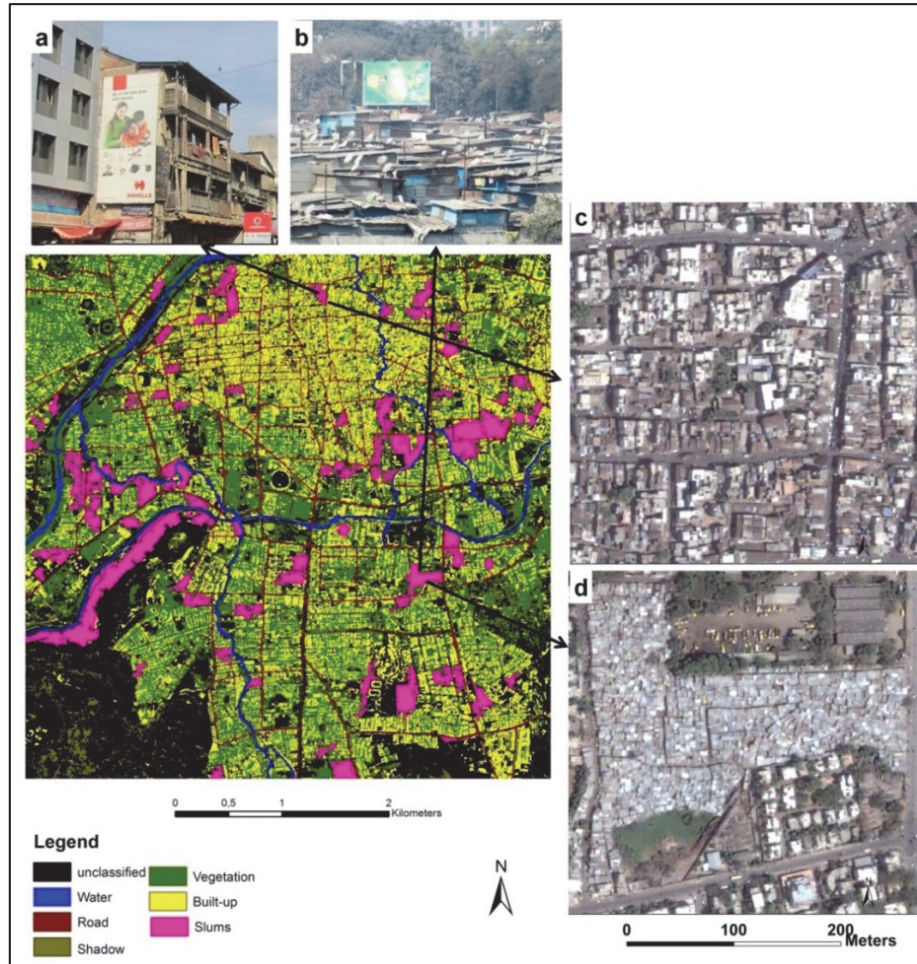 a
b
HAVELLS
c
d
0
0,5
1
2
Kilometers
Legend
unclassified
Water
Road
Shadow
Vegetation
Built-up
Slums
N
0
100
200
Meters